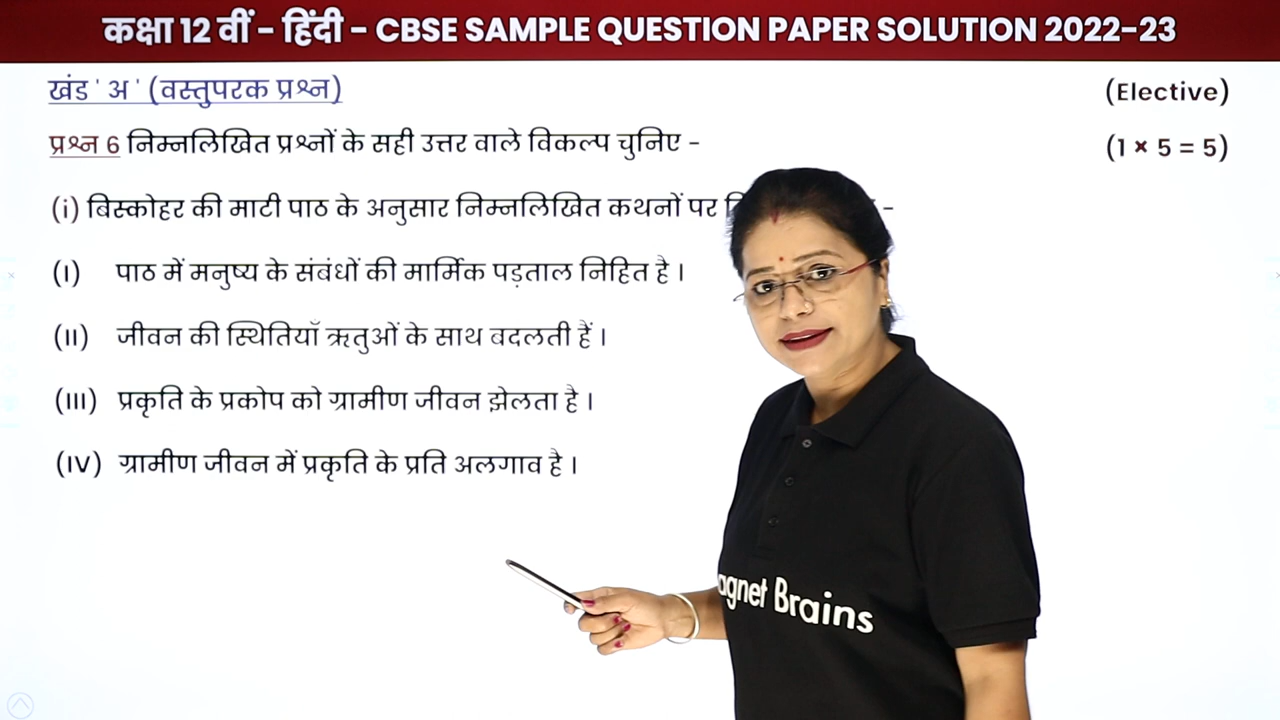 कक्षा 12 वीं - हिंदी - CBSE SAMPLE QUESTION PAPER SOLUTION 2022-23
खंड ' अ ' (वस्तुपरक प्रश्न) (Elective)
प्रश्न 6 निम्नलिखित प्रश्नों के सही उत्तर वाले विकल्प चुनिए - (1 × 5 = 5)
(i) बिस्कोहर की माटी पाठ के अनुसार निम्नलिखित कथनों पर -
(I) पाठ में मनुष्य के संबंधों की मार्मिक पड़ताल निहित है ।
(II) जीवन की स्थितियाँ ऋतुओं के साथ बदलती हैं ।
(III) प्रकृति के प्रकोप को ग्रामीण जीवन झेलता है ।
(IV) ग्रामीण जीवन में प्रकृति के प्रति अलगाव है ।
agnet Brains